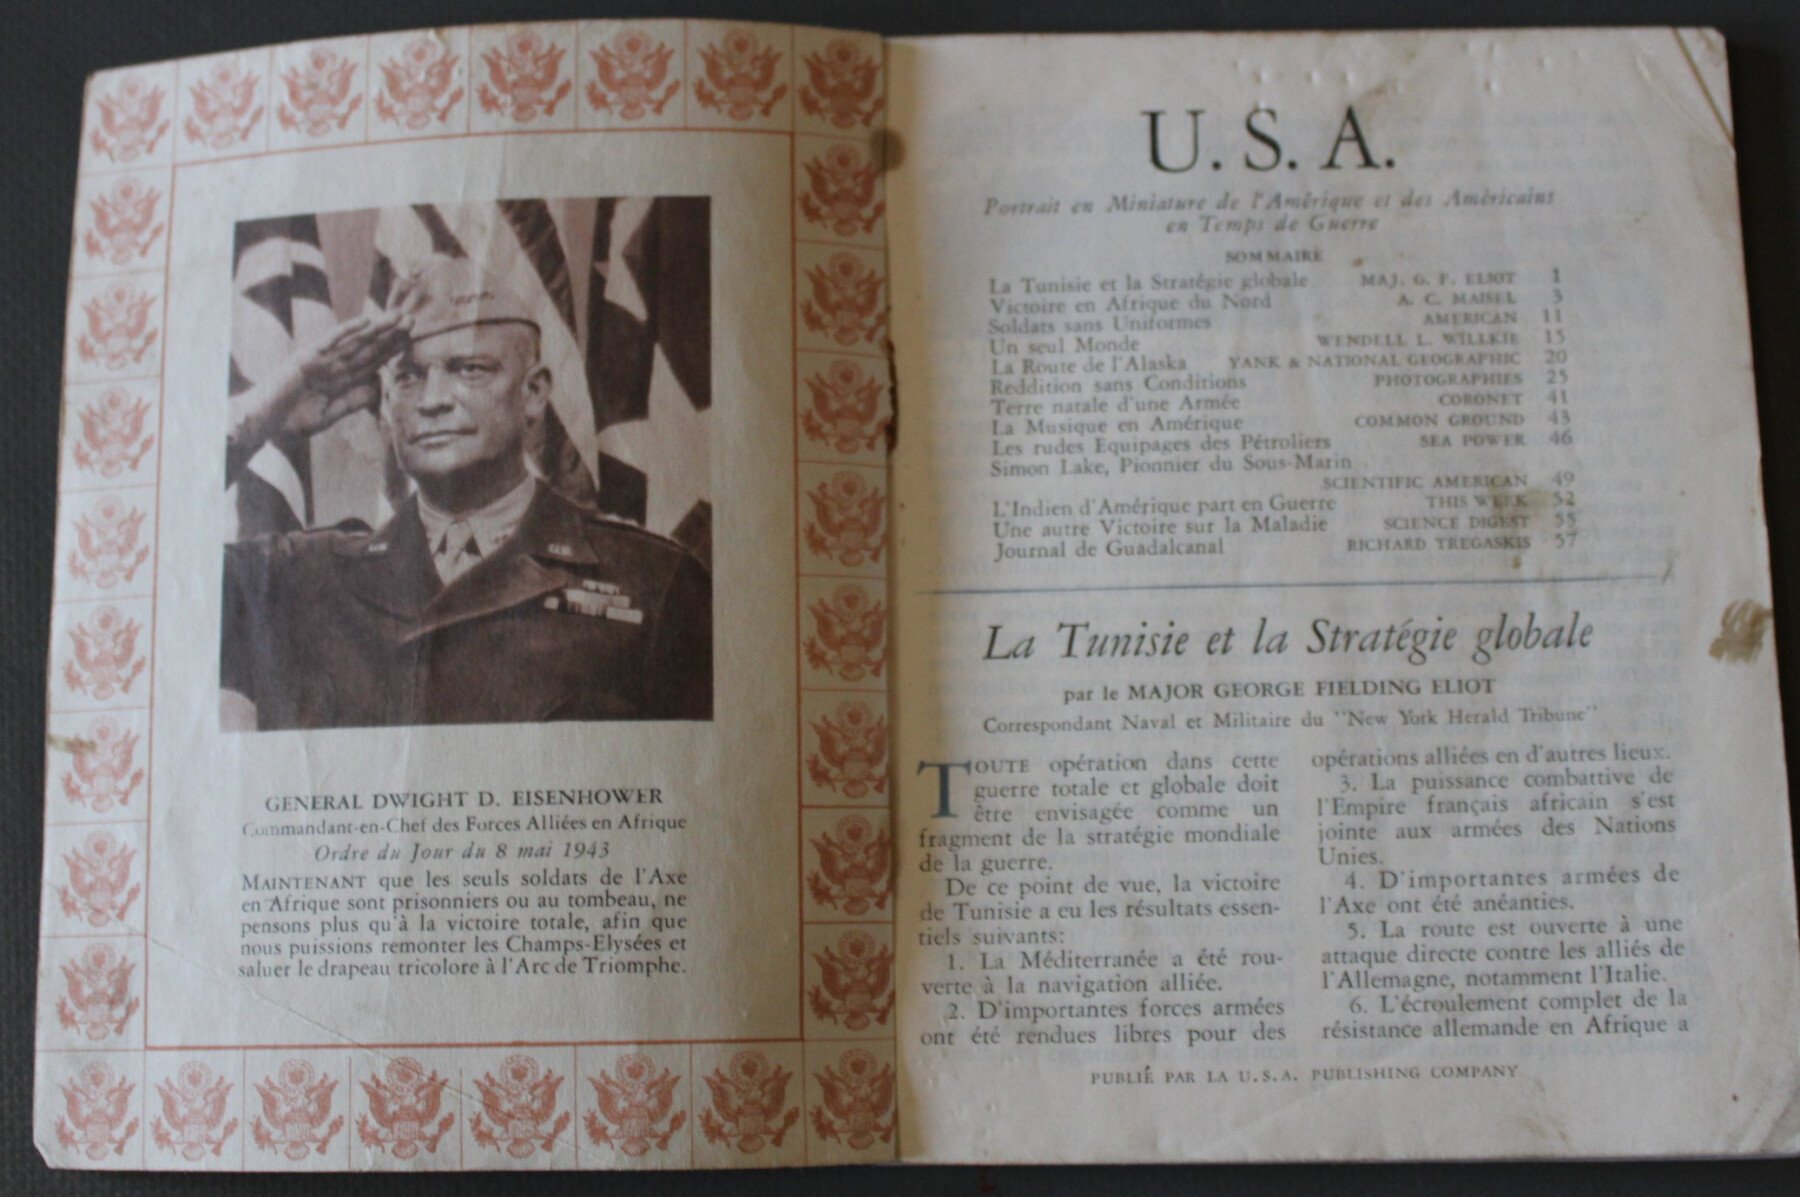 GENERAL DWIGHT D. EISENHOWER
Commandant-en-Chef des Forces Alliées en Afrique
Ordre du Jour du 8 mai 1943
MAINTENANT que les seuls soldats de l'Axe
en Afrique sont prisonniers ou au tombeau, ne
pensons plus qu'à la victoire totale, afin que
nous puissions remonter les Champs-Elysées et
saluer le drapeau tricolore à l'Arc de Triomphe.
U. S. A.
Portrait en Miniature de l'Amérique et des Américains
en Temps de Guerre
SOMMAIRE
La Tunisie et la Stratégie globale MAJ. G. F. ELIOT 1
Victoire en Afrique du Nord A. C. MAISEL 3
Soldats sans Uniformes AMERICAN 11
Un seul Monde WENDELL L. WILLKIE 15
La Route de l'Alaska YANK & NATIONAL GEOGRAPHIC 20
Reddition sans Conditions PHOTOGRAPHIES 25
Terre natale d'une Armée CORONET 41
La Musique en Amérique COMMON GROUND 43
Les rudes Equipages des Pétroliers SEA POWER 46
Simon Lake, Pionnier du Sous-Marin
SCIENTIFIC AMERICAN 49
L'Indien d'Amérique part en Guerre THIS WEEK 52
Une autre Victoire sur la Maladie SCIENCE DIGEST 55
Journal de Guadalcanal RICHARD TREGASKIS 57
La Tunisie et la Stratégie globale
par le MAJOR GEORGE FIELDING ELIOT
Correspondant Naval et Militaire du "New York Herald Tribune"
TOUTE opération dans cette
guerre totale et globale doit
être envisagée comme un
fragment de la stratégie mondiale
de la guerre.
De ce point de vue, la victoire
de Tunisie a eu les résultats essen-
tiels suivants:
1. La Méditerranée a été rou-
verte à la navigation alliée.
2. D'importantes forces armées
ont été rendues libres pour des
opérations alliées en d'autres lieux.
3. La puissance combattive de
l'Empire français africain s'est
jointe aux armées des Nations
Unies.
4. D'importantes armées de
l'Axe ont été anéanties.
5. La route est ouverte à une
attaque directe contre les alliés de
l'Allemagne, notamment l'Italie.
6. L'écroulement complet de la
résistance allemande en Afrique a
PUBLIÉ PAR LA U.S.A. PUBLISHING COMPANY